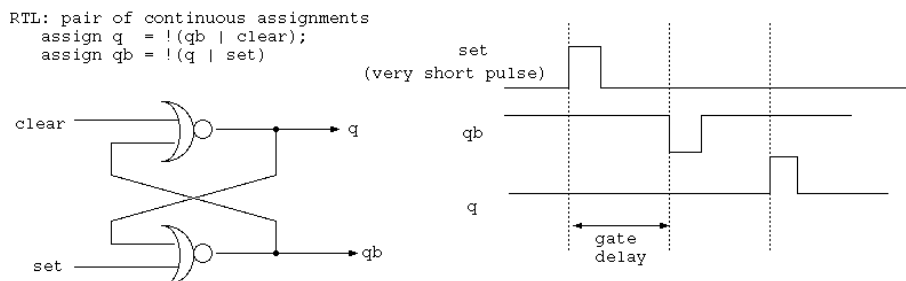 RTL: pair of continuous assignments
assign q = !(qb | clear);
assign qb = !(q | set)
clear
q
set
qb
set
(very short pulse)
qb
q
gate
delay